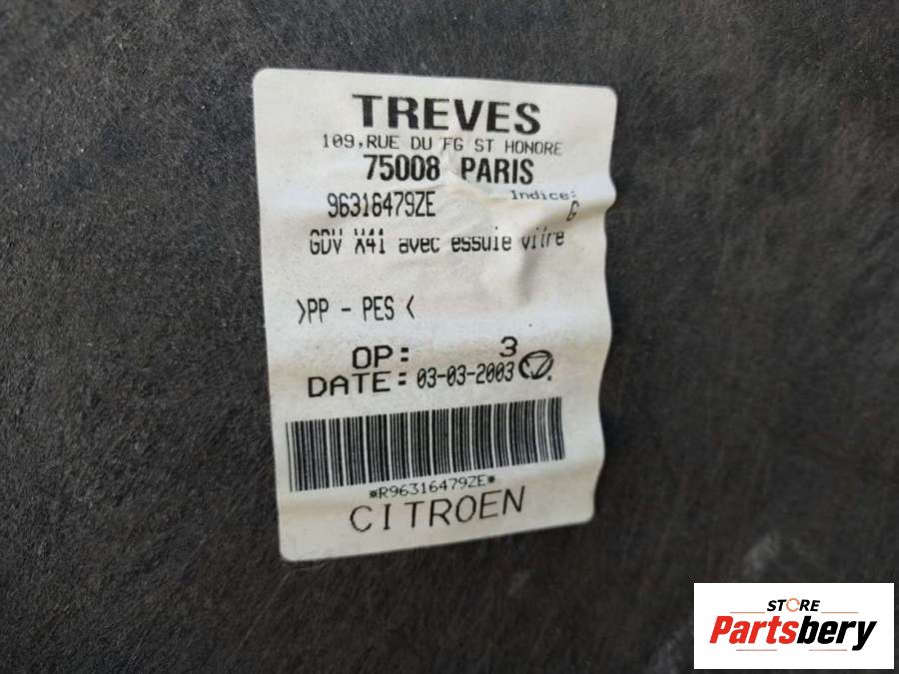 TREVES
109,RUE DU FG ST HONORE
75008 PARIS
96316479ZE
Indice:
G
GDV X41 avec essuie vitre
>PP - PES <
OP: 3
DATE: 03-03-2003
*R96316479ZE*
CITROEN
STORE
Partsbery